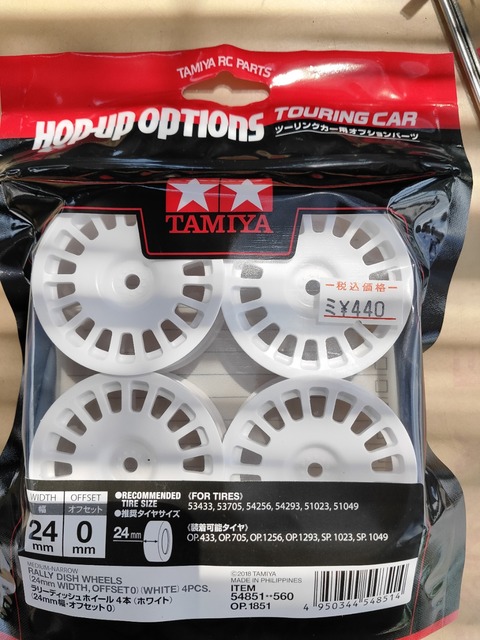 TAMIYA RC PARTS
HOP-UP OPTIONS
TOURING CAR
ツーリングカー用オプションパーツ
TAMIYA
税込価格
ミ¥440
WIDTH
幅
24
mm
OFFSET
オフセット
0
mm
●RECOMMENDED TIRE SIZE
●推奨タイヤサイズ
24mm
《FOR TIRES》
53433, 53705, 54256, 54293, 51023, 51049
《装着可能タイヤ》
OP.433, OP.705, OP.1256, OP.1293, SP.1023, SP.1049
MEDIUM-NARROW
RALLY DISH WHEELS
(24mm WIDTH, OFFSET 0) (WHITE) 4PCS.
ラリーディッシュホイール 4本 (ホワイト)
(24mm幅・オフセット0)
©2018 TAMIYA
MADE IN PHILIPPINES
ITEM
54851--560
OP.1851
4 950344 548514